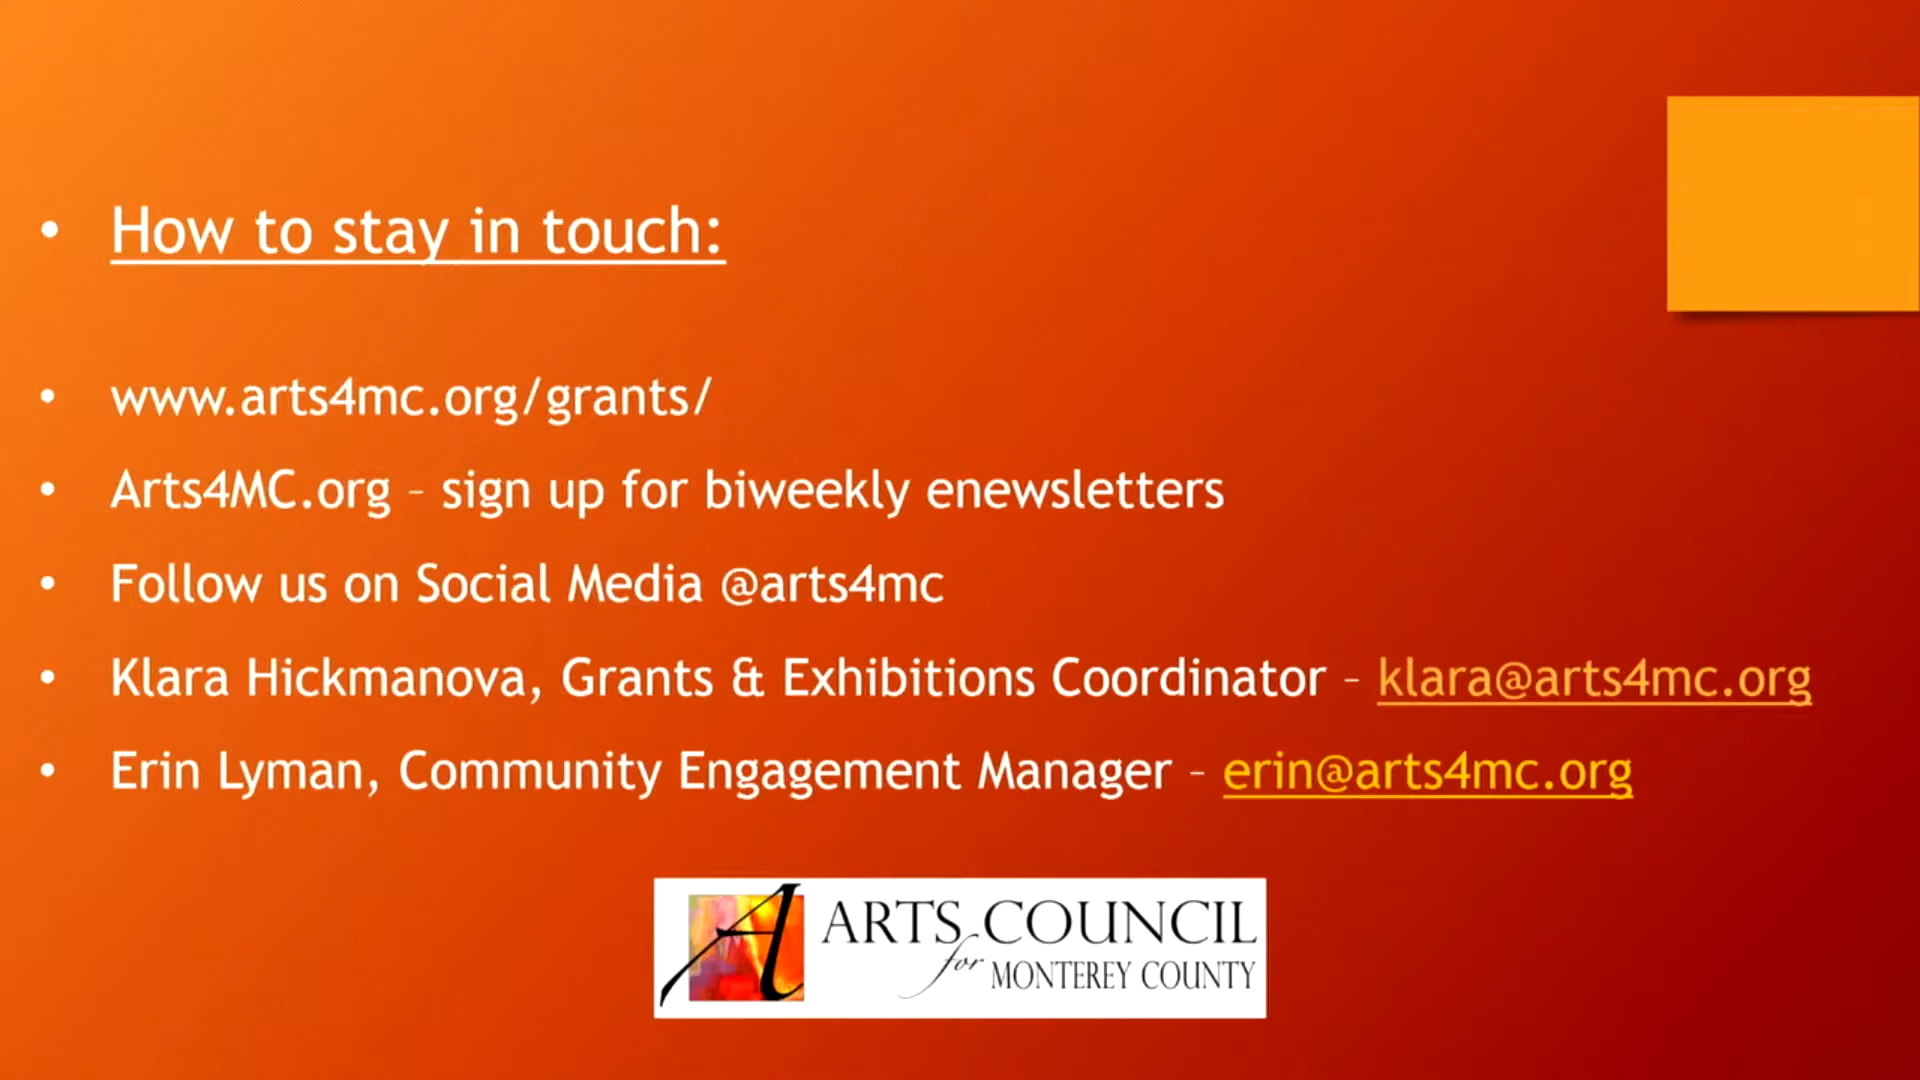 • How to stay in touch:
• www.arts4mc.org/grants/
• Arts4MC.org – sign up for biweekly enewsletters
• Follow us on Social Media @arts4mc
• Klara Hickmanova, Grants & Exhibitions Coordinator – klara@arts4mc.org
• Erin Lyman, Community Engagement Manager – erin@arts4mc.org
A ARTS COUNCIL
for MONTEREY COUNTY